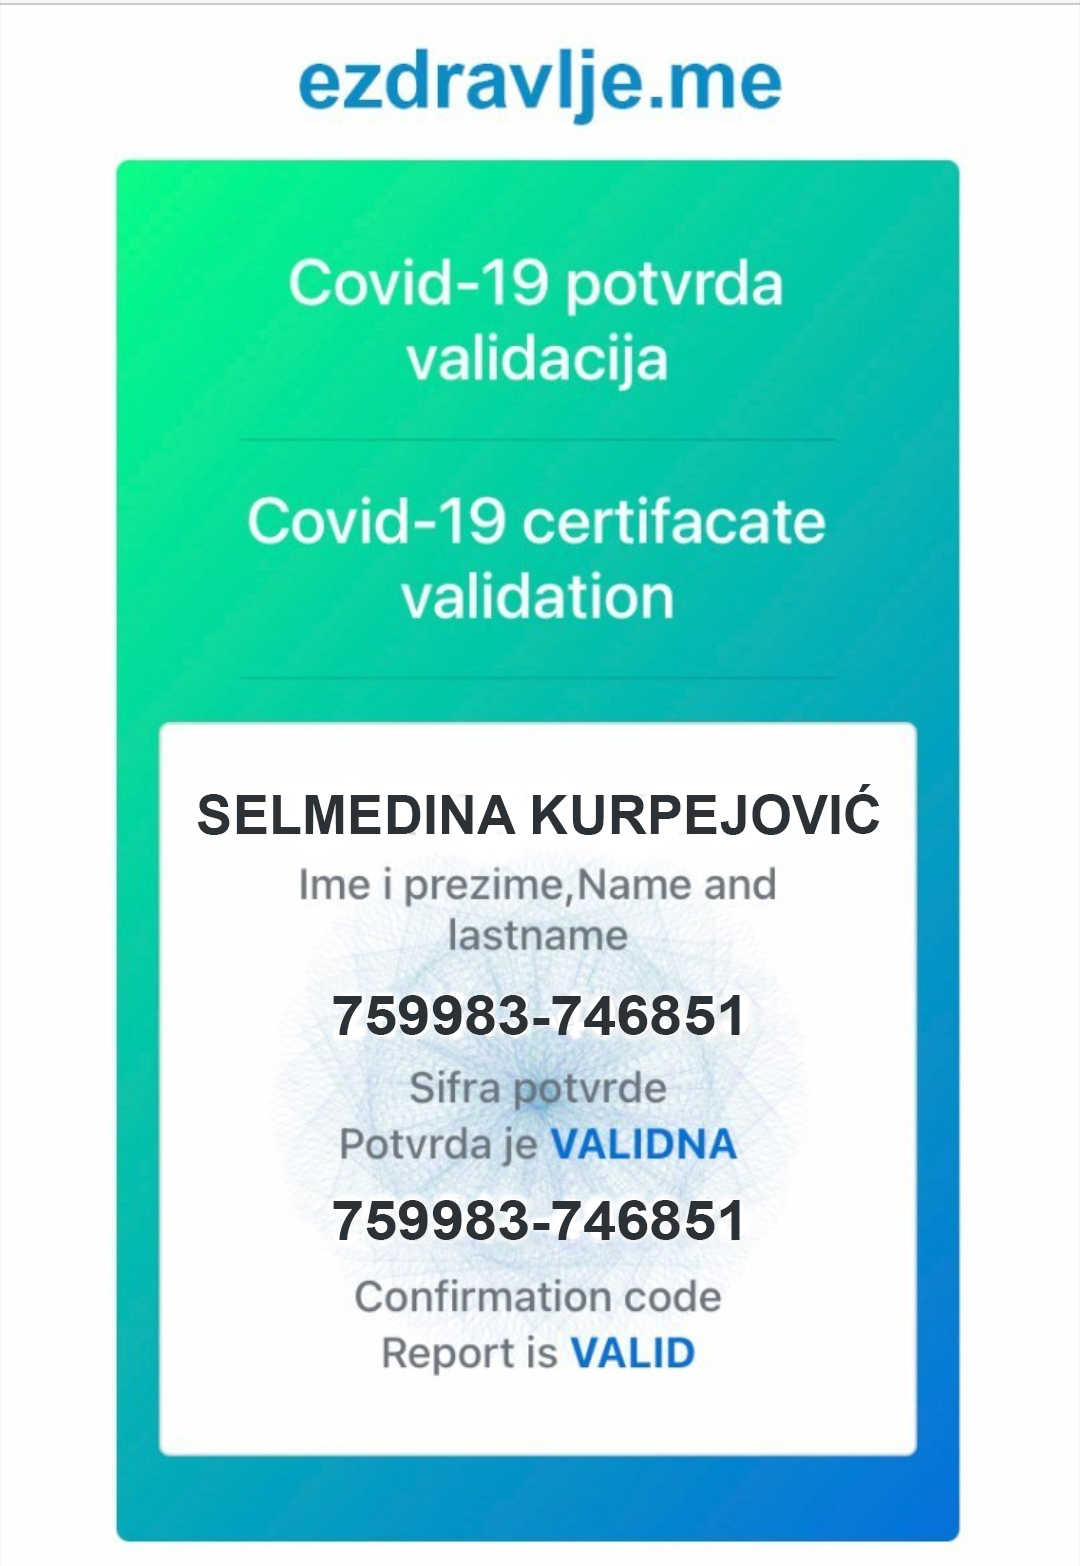 ezdravlje.me
Covid-19 potvrda
validacija
Covid-19 certifacate
validation
SELMEDINA KURPEJOVIĆ
Ime i prezime,Name and
lastname
759983-746851
Sifra potvrde
Potvrda je VALIDNA
759983-746851
Confirmation code
Report is VALID